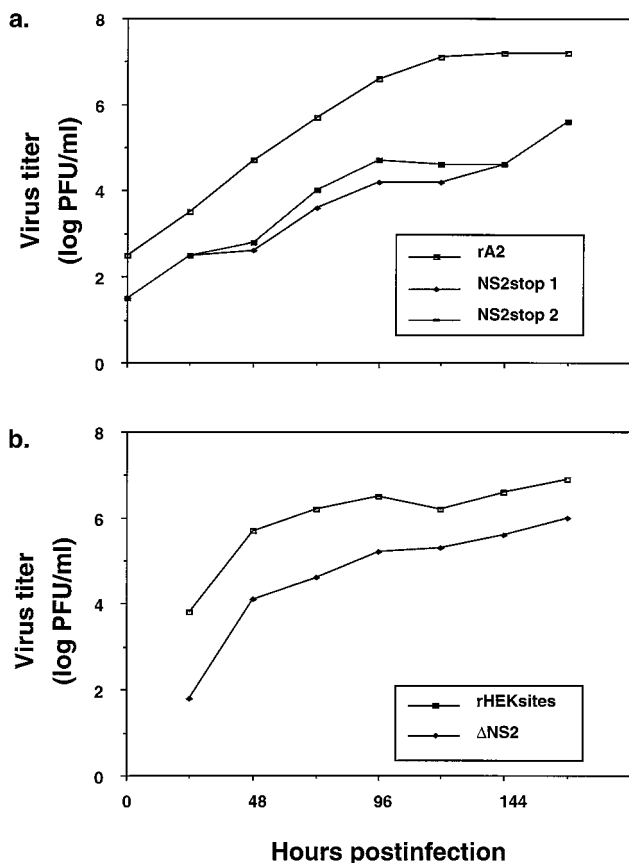 a.
8
6
4
2
0
Virus titer
(log PFU/ml)
rA2
NS2stop 1
NS2stop 2
b.
8
6
4
2
0
Virus titer
(log PFU/ml)
rHEKsites
ΔNS2
0 48 96 144
Hours postinfection